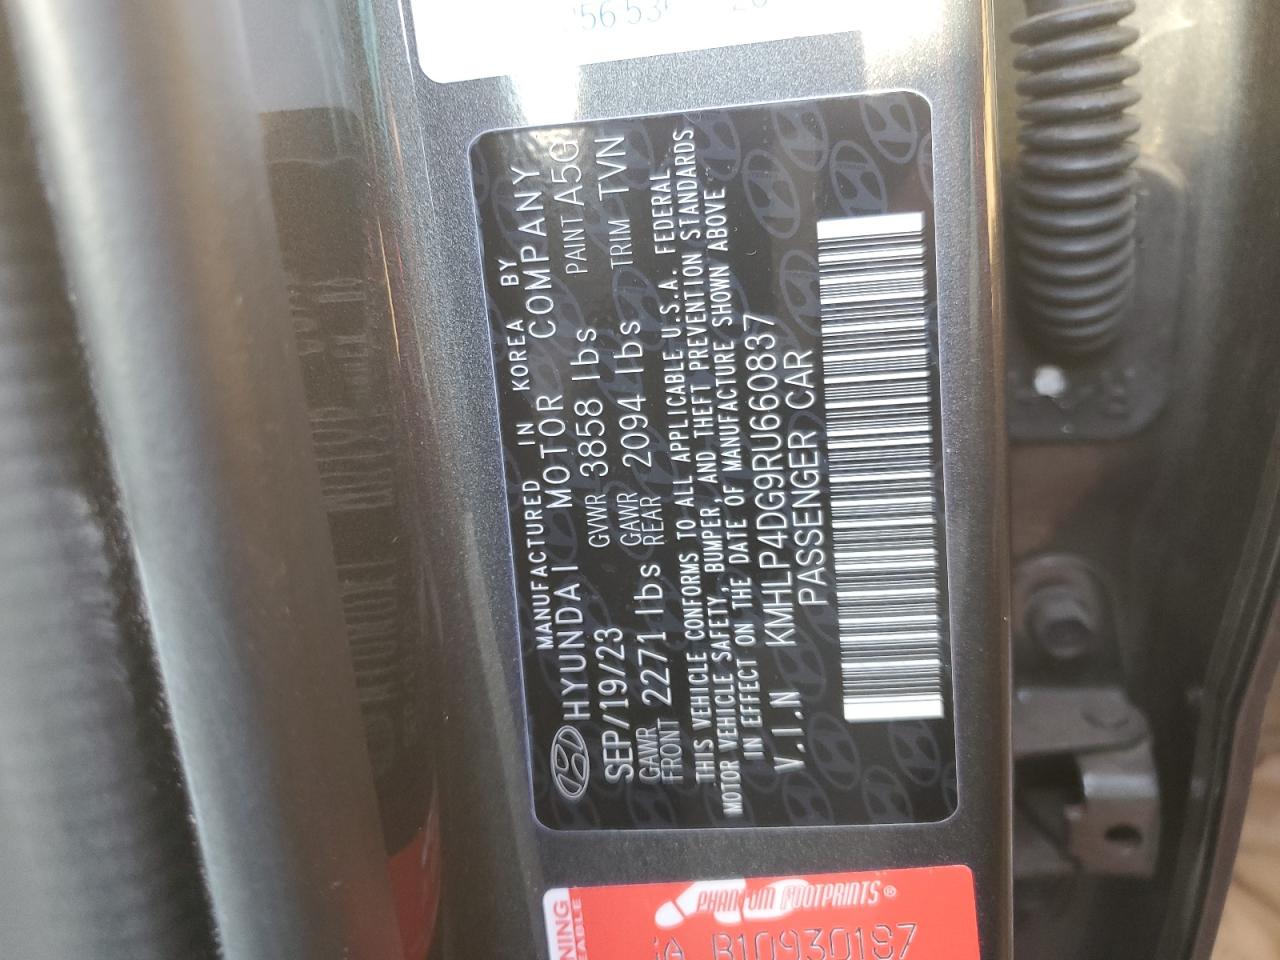 5653
MANUFACTURED IN KOREA BY
HYUNDAI MOTOR COMPANY
SEP/19/23 GVWR 3858 lbs PAINT A5G
GAWR FRONT 2271 lbs GAWR REAR 2094 lbs TRIM TVN
THIS VEHICLE CONFORMS TO ALL APPLICABLE U.S.A. FEDERAL
MOTOR VEHICLE SAFETY, BUMPER, AND THEFT PREVENTION STANDARDS
IN EFFECT ON THE DATE OF MANUFACTURE SHOWN ABOVE
V.I.N KMHLP4DG9RU660837
PASSENGER CAR
PHANTOM FOOTPRINTS®
B10930187